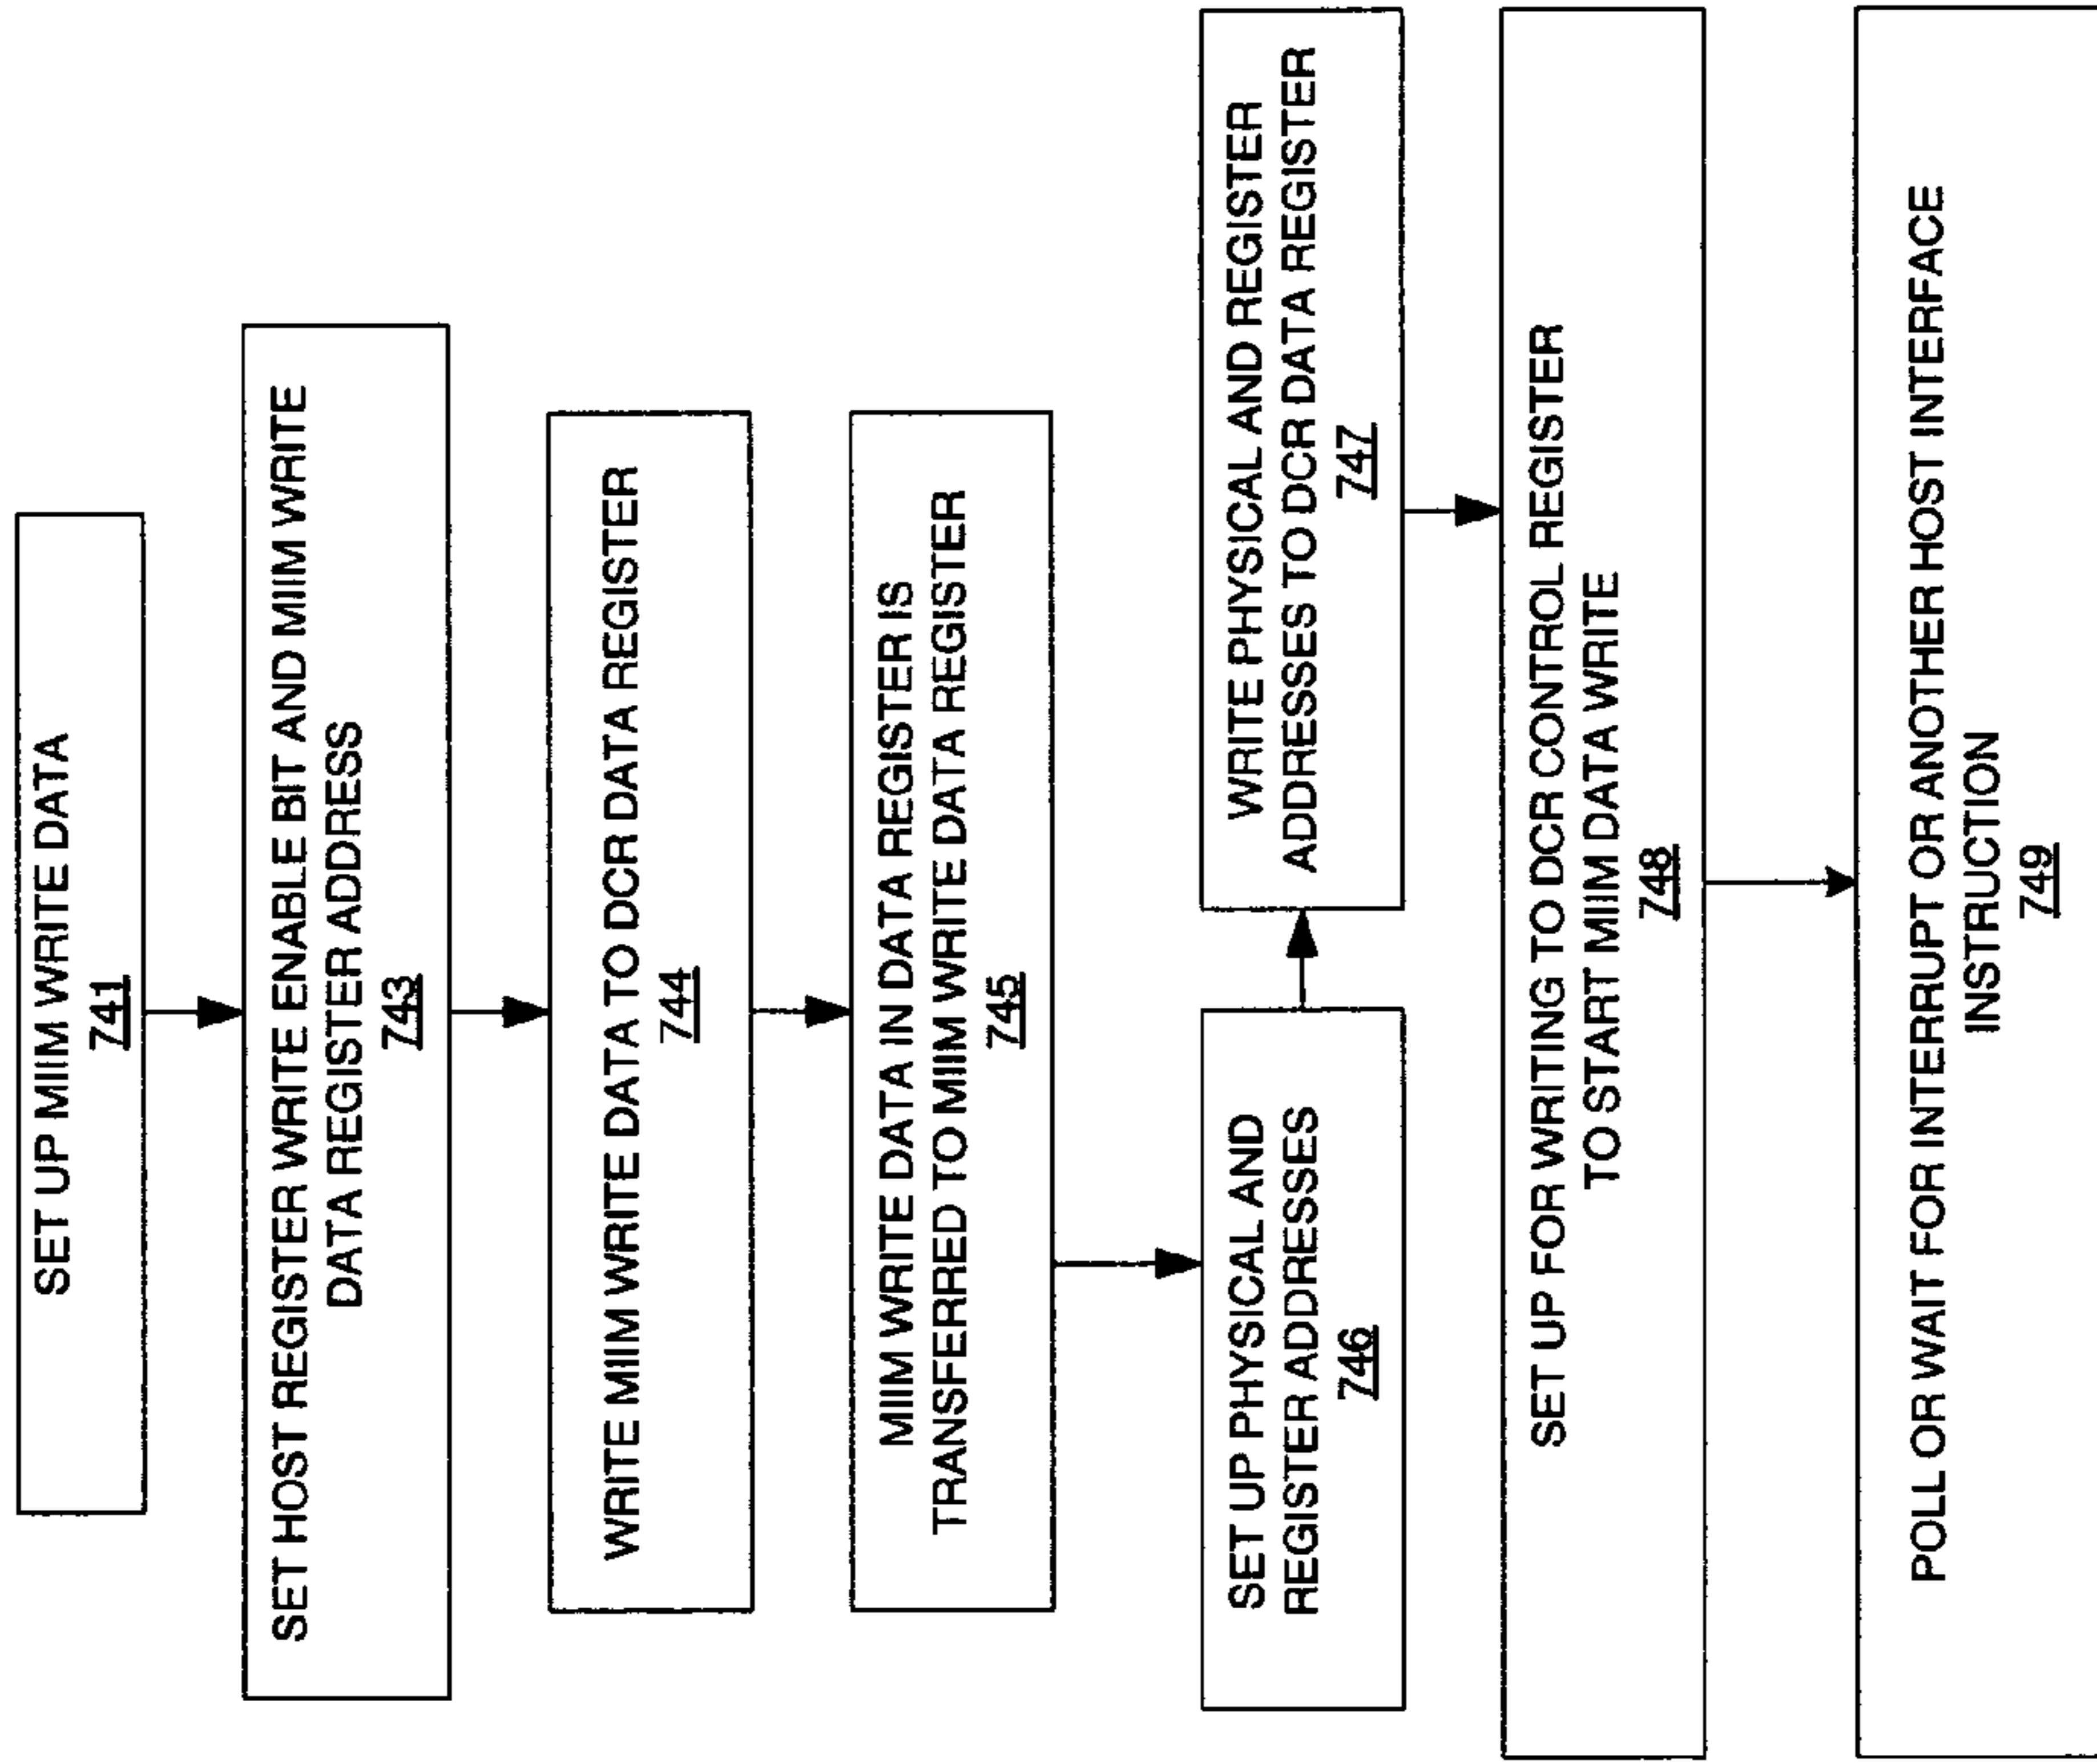 SET UP MIIM WRITE DATA
741
SET HOST REGISTER WRITE ENABLE BIT AND MIIM WRITE
DATA REGISTER ADDRESS
743
WRITE MIIM WRITE DATA TO DCR DATA REGISTER
744
MIIM WRITE DATA IN DATA REGISTER IS
TRANSFERRED TO MIIM WRITE DATA REGISTER
745
SET UP PHYSICAL AND
REGISTER ADDRESSES
746
WRITE PHYSICAL AND REGISTER
ADDRESSES TO DCR DATA REGISTER
747
SET UP FOR WRITING TO DCR CONTROL REGISTER
TO START MIIM DATA WRITE
748
POLL OR WAIT FOR INTERRUPT OR ANOTHER HOST INTERFACE
INSTRUCTION
749